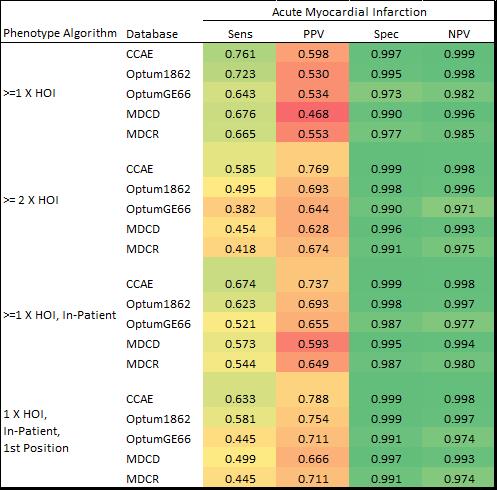 Acute Myocardial Infarction
Phenotype Algorithm Database Sens PPV Spec NPV
CCAE 0.761 0.598 0.997 0.999
Optum1862 0.723 0.530 0.995 0.998
>=1 X HOI OptumGE66 0.643 0.534 0.973 0.982
MDCD 0.676 0.468 0.990 0.996
MDCR 0.665 0.553 0.977 0.985
CCAE 0.585 0.769 0.999 0.998
Optum1862 0.495 0.693 0.998 0.996
>= 2 X HOI OptumGE66 0.382 0.644 0.990 0.971
MDCD 0.454 0.628 0.996 0.993
MDCR 0.418 0.674 0.991 0.975
CCAE 0.674 0.737 0.999 0.998
Optum1862 0.623 0.693 0.998 0.997
>=1 X HOI, In-Patient OptumGE66 0.521 0.655 0.987 0.977
MDCD 0.573 0.593 0.995 0.994
MDCR 0.544 0.649 0.987 0.980
CCAE 0.633 0.788 0.999 0.998
1 X HOI,
Optum1862 0.581 0.754 0.999 0.997
In-Patient,
OptumGE66 0.445 0.711 0.991 0.974
1st Position
MDCD 0.499 0.666 0.997 0.993
MDCR 0.445 0.711 0.991 0.974